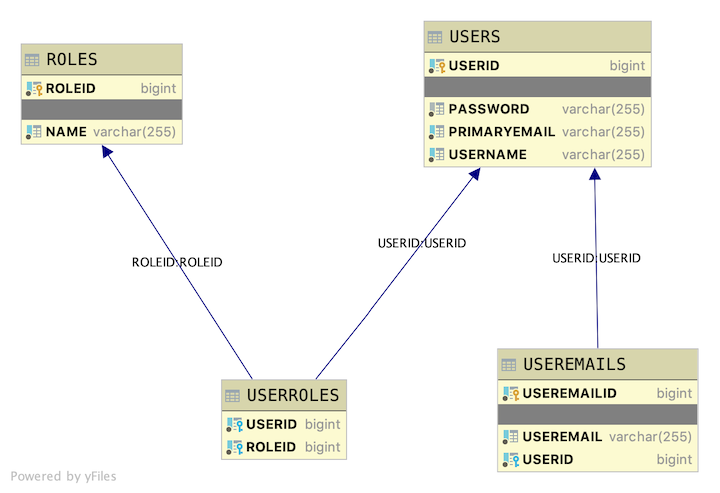 ROLES
ROLEID bigint
NAME varchar(255)
USERS
USERID bigint
PASSWORD varchar(255)
PRIMARYEMAIL varchar(255)
USERNAME varchar(255)
ROLEID:ROLEID
USERID:USERID
USERID:USERID
USERROLES
USERID bigint
ROLEID bigint
USEREMAILS
USEREMAILID bigint
USEREMAIL varchar(255)
USERID bigint
Powered by yFiles